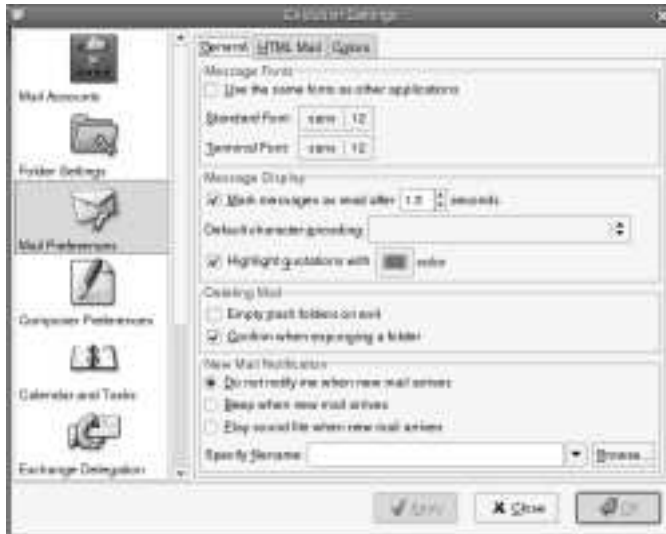 Evolution Settings
Mail Accounts
Folder Settings
Mail Preferences
Composer Preferences
Calendar and Tasks
Exchange Delegation
General HTML Mail Colors
Message Fonts
Use the same fonts as other applications
Standard Font: sans 12
Terminal Font: sans 12
Message Display
Mark messages as read after 1.5 seconds
Default character encoding:
Highlight quotations with color
Deleting Mail
Empty trash folders on exit
Confirm when expunging a folder
New Mail Notification
Do not notify me when new mail arrives
Beep when new mail arrives
Play sound file when new mail arrives
Specify filename: Browse...
Apply Close OK